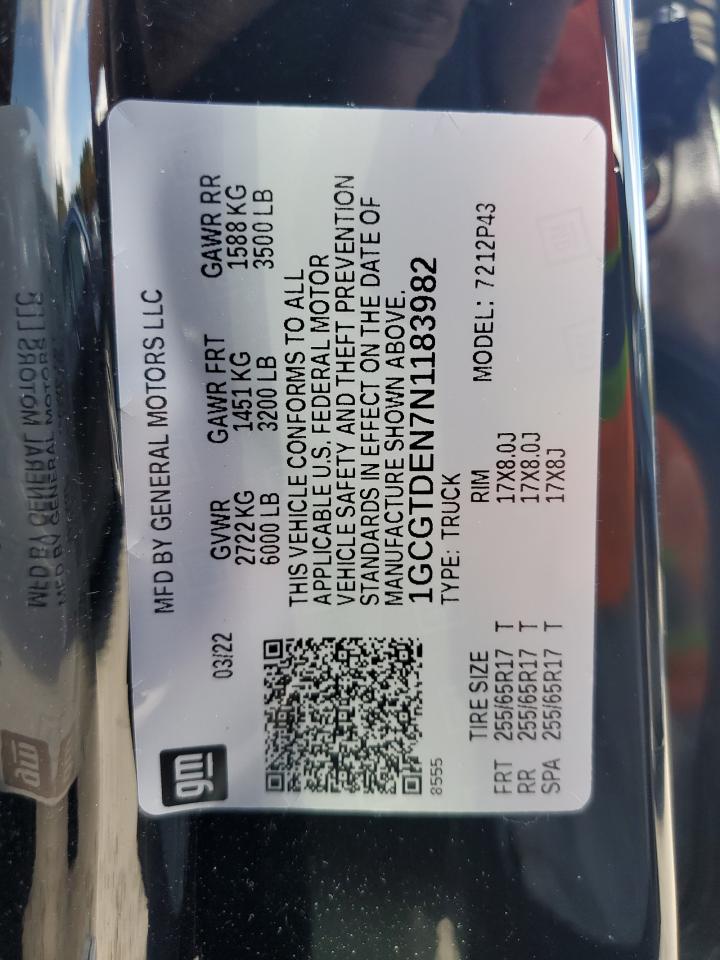 gm
MFD BY GENERAL MOTORS LLC
03/22
GVWR GAWR FRT GAWR RR
2722 KG 1451 KG 1588 KG
6000 LB 3200 LB 3500 LB
THIS VEHICLE CONFORMS TO ALL
APPLICABLE U.S. FEDERAL MOTOR
VEHICLE SAFETY AND THEFT PREVENTION
STANDARDS IN EFFECT ON THE DATE OF
MANUFACTURE SHOWN ABOVE.
1GCGTDEN7N1183982
8555
TYPE: TRUCK
MODEL: 7212P43
TIRE SIZE RIM
FRT 255/65R17 T 17X8.0J
RR 255/65R17 T 17X8.0J
SPA 255/65R17 T 17X8J